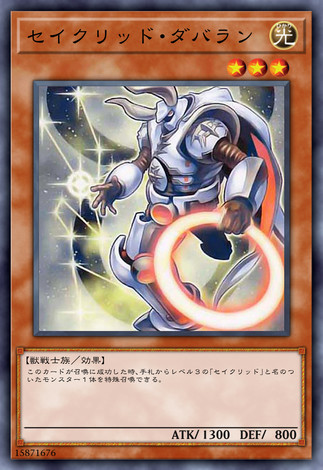 セイクリッド・ダバラン
光
【獣戦士族／効果】
このカードが召喚に成功した時、手札からレベル３の「セイクリッド」と名のつ
いたモンスター１体を特殊召喚できる。
ATK/ 1300 DEF/ 800
15871676